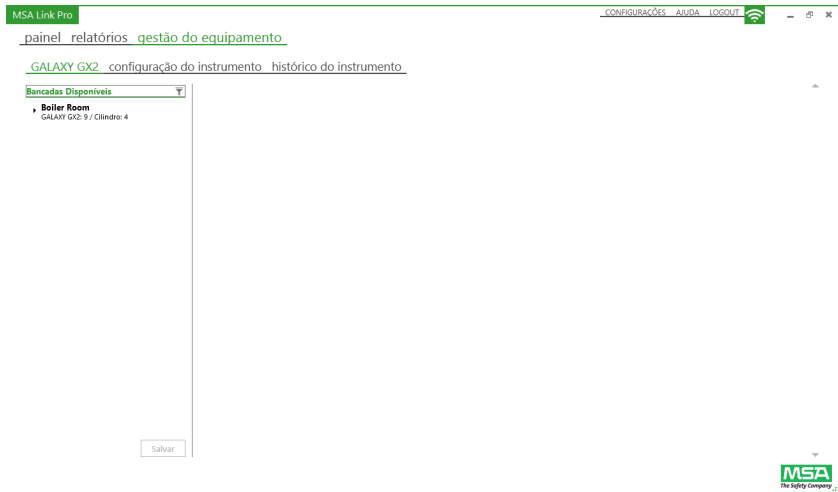 MSA Link Pro
CONFIGURAÇÕES AJUDA LOGOUT
painel relatórios gestão do equipamento
GALAXY GX2 configuração do instrumento histórico do instrumento
Bancadas Disponíveis
Boiler Room
GALAXY GX2: 9 / Cilindro: 4
Salvar
MSA
The Safety Company